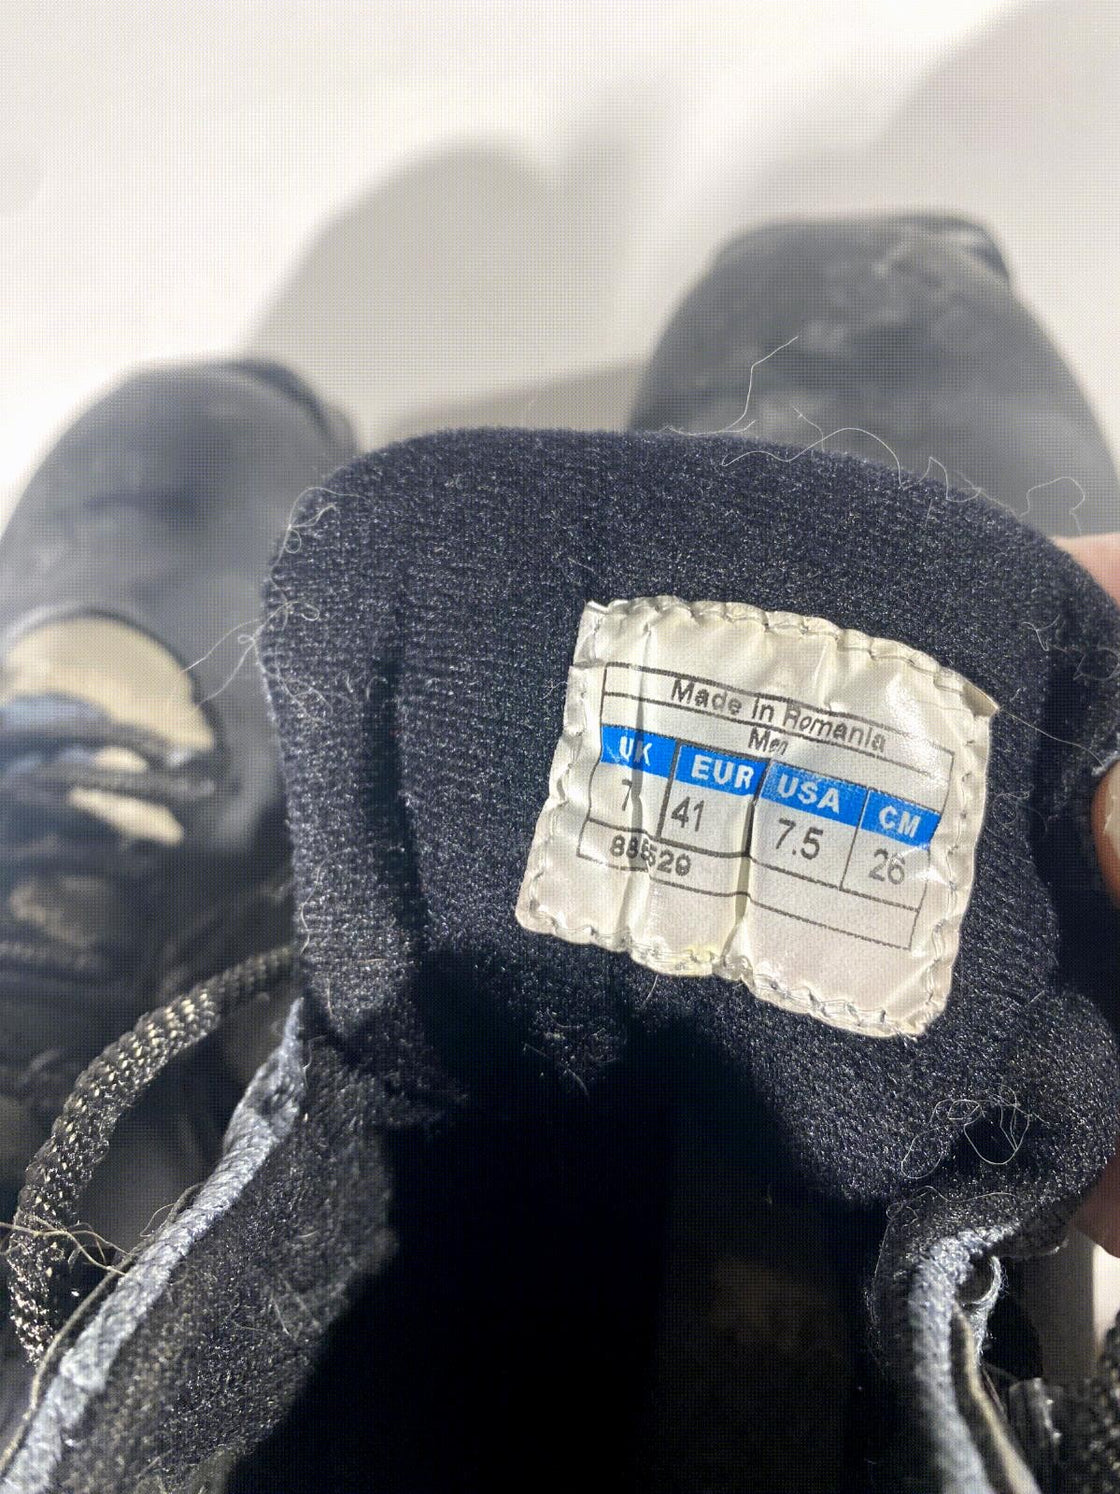 Made in Romania
Men
UK EUR USA CM
7 41 7.5 26